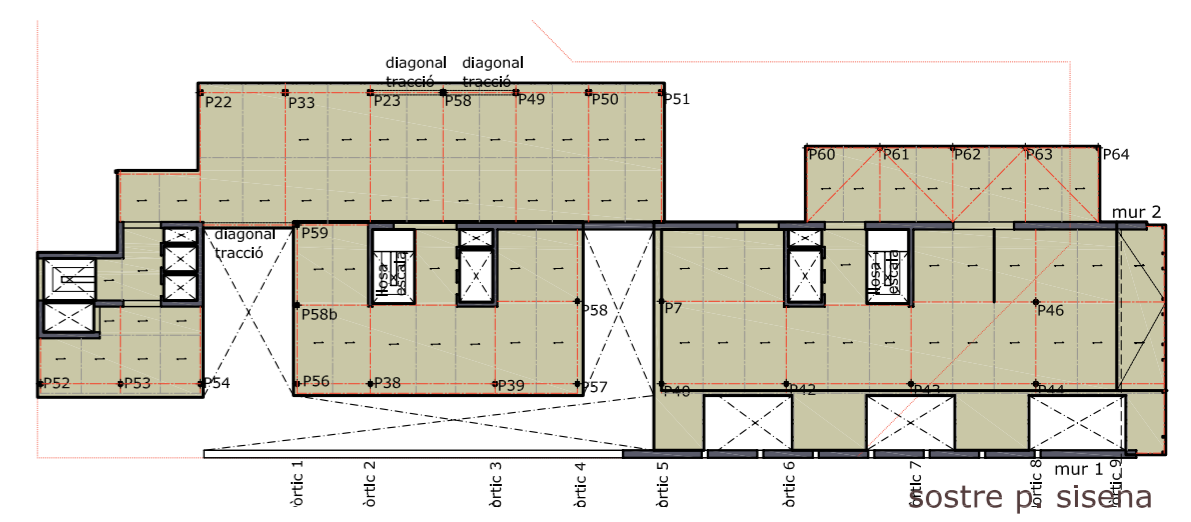 diagonal
tracció
diagonal
tracció
P22
P33
P23
P58
P49
P50
P51
P60
P61
P62
P63
P64
mur 2
P59
diagonal
tracció
llosa
escala
llosa
escala
P58b
P58
P7
P46
P52
P53
P54
P56
P38
P39
P57
P40
P42
P43
P44
mur 1
òrtic 1
òrtic 2
òrtic 3
òrtic 4
òrtic 5
òrtic 6
òrtic 7
òrtic 8
òrtic 9
sostre p. sisena